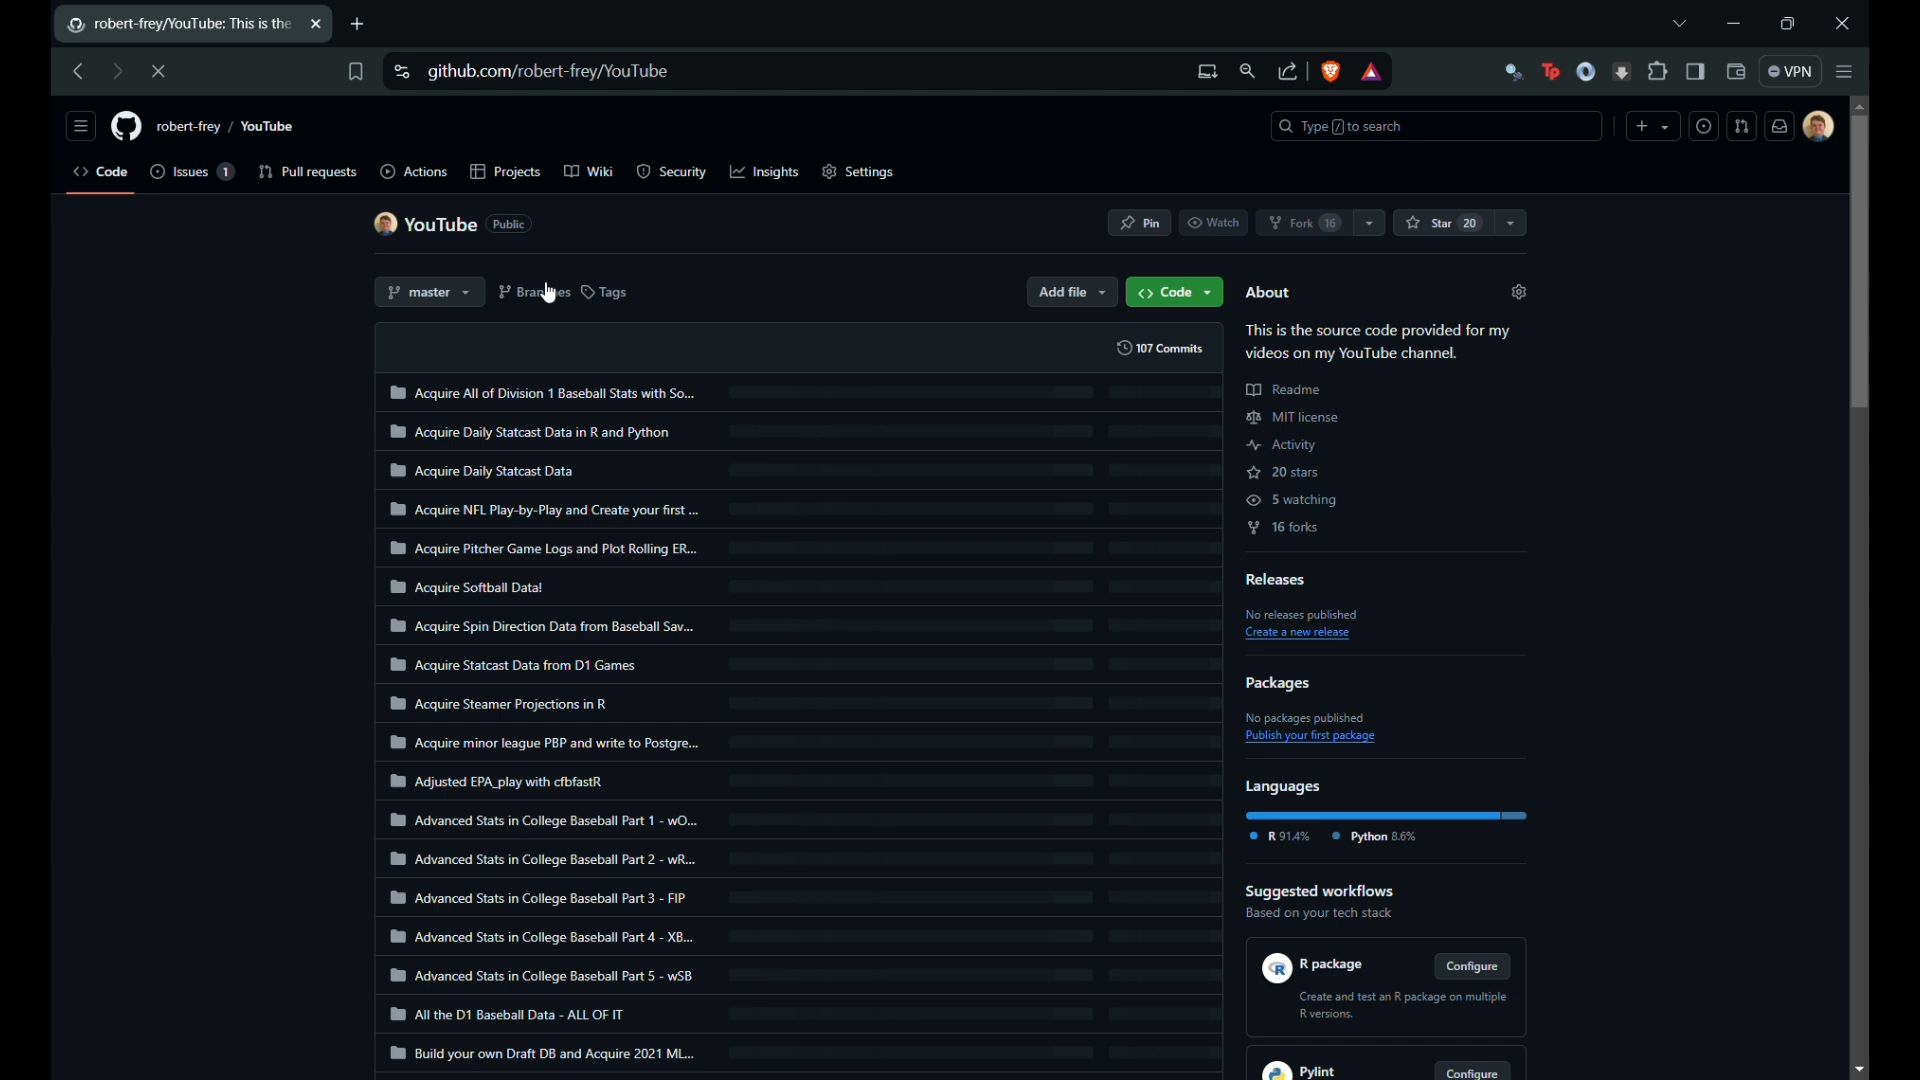 robert-frey/YouTube: This is the
github.com/robert-frey/YouTube
VPN
robert-frey / YouTube
Type / to search
Code
Issues 1
Pull requests
Actions
Projects
Wiki
Security
Insights
Settings
YouTube Public
Pin
Watch
Fork 16
Star 20
master
Branches
Tags
Add file
Code
107 Commits
Acquire All of Division 1 Baseball Stats with So...
Acquire Daily Statcast Data in R and Python
Acquire Daily Statcast Data
Acquire NFL Play-by-Play and Create your first ...
Acquire Pitcher Game Logs and Plot Rolling ER...
Acquire Softball Data!
Acquire Spin Direction Data from Baseball Sav...
Acquire Statcast Data from D1 Games
Acquire Steamer Projections in R
Acquire minor league PBP and write to Postgre...
Adjusted EPA_play with cfbfastR
Advanced Stats in College Baseball Part 1 - wO...
Advanced Stats in College Baseball Part 2 - wR...
Advanced Stats in College Baseball Part 3 - FIP
Advanced Stats in College Baseball Part 4 - XB...
Advanced Stats in College Baseball Part 5 - wSB
All the D1 Baseball Data - ALL OF IT
Build your own Draft DB and Acquire 2021 ML...
About
This is the source code provided for my
videos on my YouTube channel.
Readme
MIT license
Activity
20 stars
5 watching
16 forks
Releases
No releases published
Create a new release
Packages
No packages published
Publish your first package
Languages
R 91.4%
Python 8.6%
Suggested workflows
Based on your tech stack
R package
Configure
Create and test an R package on multiple
R versions.
Pylint
Configure